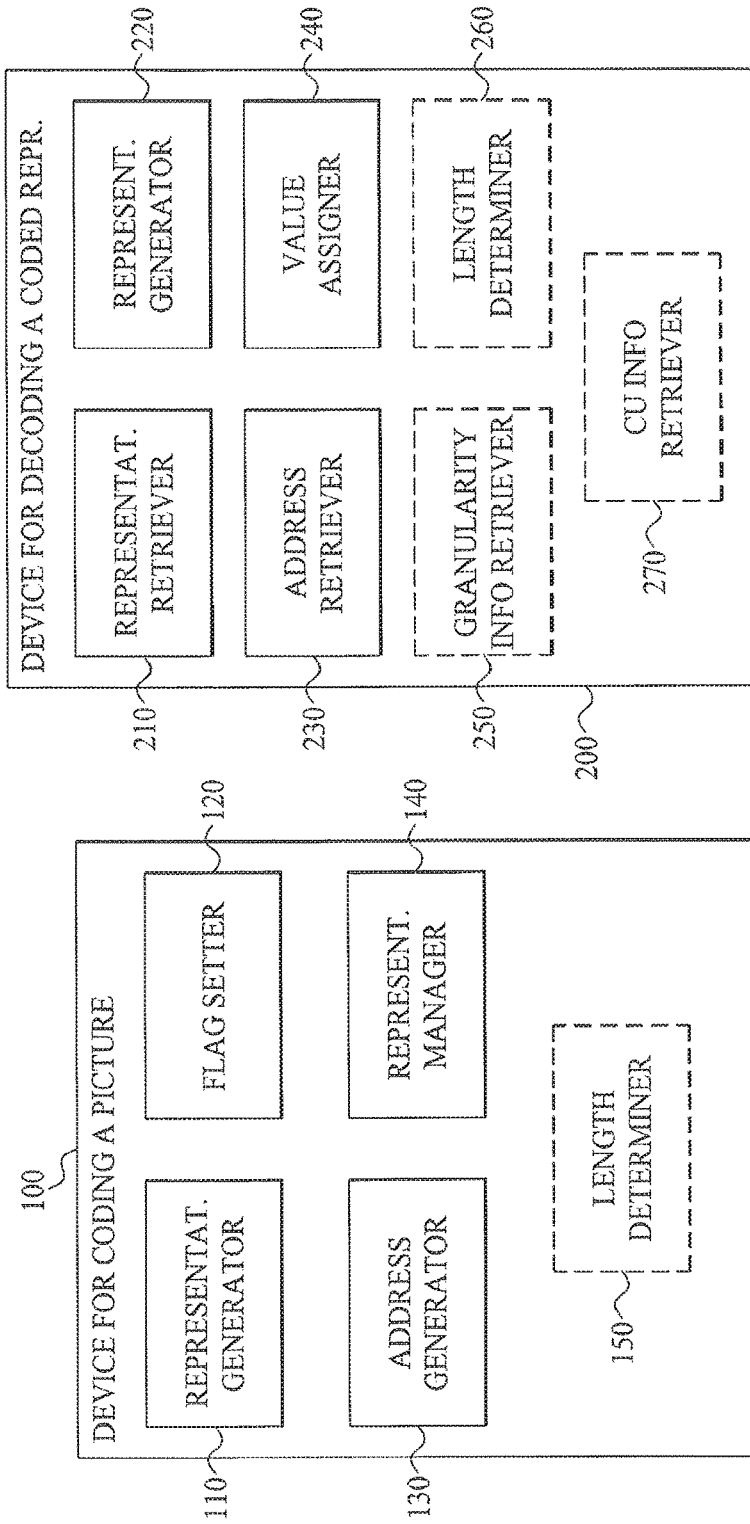 100
DEVICE FOR CODING A PICTURE
110
REPRESENTAT.
GENERATOR
120
FLAG SETTER
130
ADDRESS
GENERATOR
140
REPRESENT.
MANAGER
150
LENGTH
DETERMINER
200
DEVICE FOR DECODING A CODED REPR.
210
REPRESENTAT.
RETRIEVER
220
REPRESENT.
GENERATOR
230
ADDRESS
RETRIEVER
240
VALUE
ASSIGNER
250
GRANULARITY
INFO RETRIEVER
260
LENGTH
DETERMINER
270
CU INFO
RETRIEVER